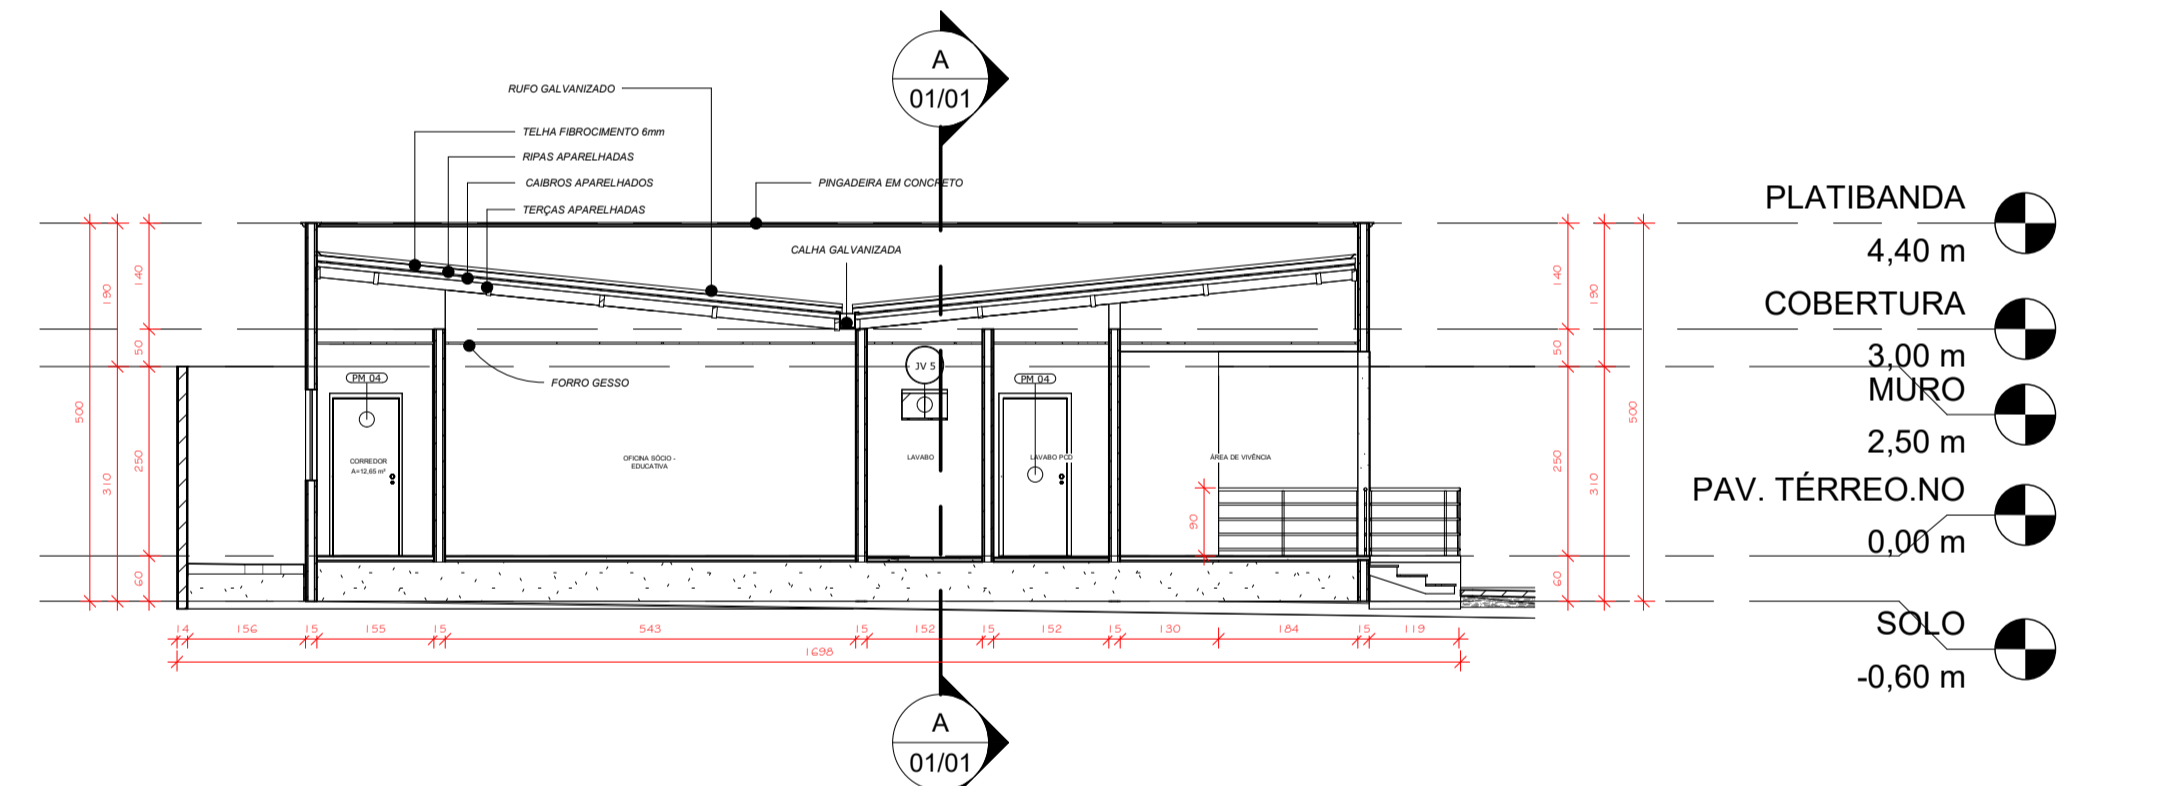 A
01/01
RUFO GALVANIZADO
TELHA FIBROCIMENTO 6mm
RIPAS APARELHADAS
CAIBROS APARELHADOS
TERÇAS APARELHADAS
PINGADEIRA EM CONCRETO
CALHA GALVANIZADA
PLATIBANDA
4,40 m
COBERTURA
3,00 m
MURO
2,50 m
PAV. TÉRREO.NO
0,00 m
SOLO
-0,60 m
500
190
310
140
50
250
60
FORRO GESSO
PM 04
JV 5
PM 04
CORREDOR
A=12,65 m²
OFICINA SÓCIO -
EDUCATIVA
LAVABO
LAVABO PCD
ÁREA DE VIVÊNCIA
90
140
50
250
60
190
310
500
14
156
15
155
15
543
15
152
15
152
15
130
184
15
119
1698
A
01/01